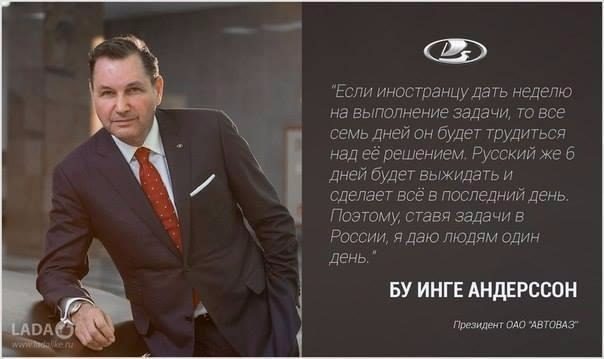 "Если иностранцу дать неделю
на выполнение задачи, то все
семь дней он будет трудиться
над её решением. Русский же 6
дней будет выжидать и
сделает всё в последний день.
Поэтому, ставя задачи в
России, я даю людям один
день."
БУ ИНГЕ АНДЕРССОН
Президент ОАО "АВТОВАЗ"
LADA
www.ladalike.ru